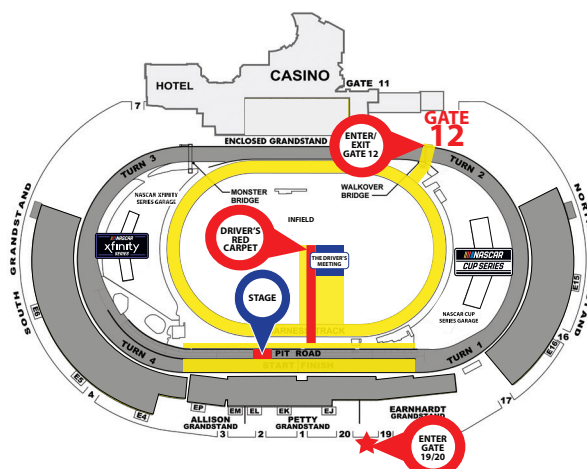 HOTEL
CASINO
GATE 11
7
ENCLOSED GRANDSTAND
ENTER/
EXIT
GATE 12
GATE
12
TURN 3
TURN 2
NASCAR XFINITY
SERIES GARAGE
MONSTER
BRIDGE
WALKOVER
BRIDGE
INFIELD
DRIVER'S
RED
CARPET
THE DRIVER'S
MEETING
NASCAR
xfinity
SERIES
NASCAR
CUP SERIES
STAGE
NASCAR CUP
SERIES GARAGE
SOUTH GRANDSTAND
E6
E15
E16
16
HARNESS TRACK
PIT ROAD
START / FINISH
TURN 4
TURN 1
E5
4
E4
EP
EM
EL
EK
EJ
17
ALLISON
GRANDSTAND
PETTY
GRANDSTAND
EARNHARDT
GRANDSTAND
3
2
1
20
19
ENTER
GATE
19/20